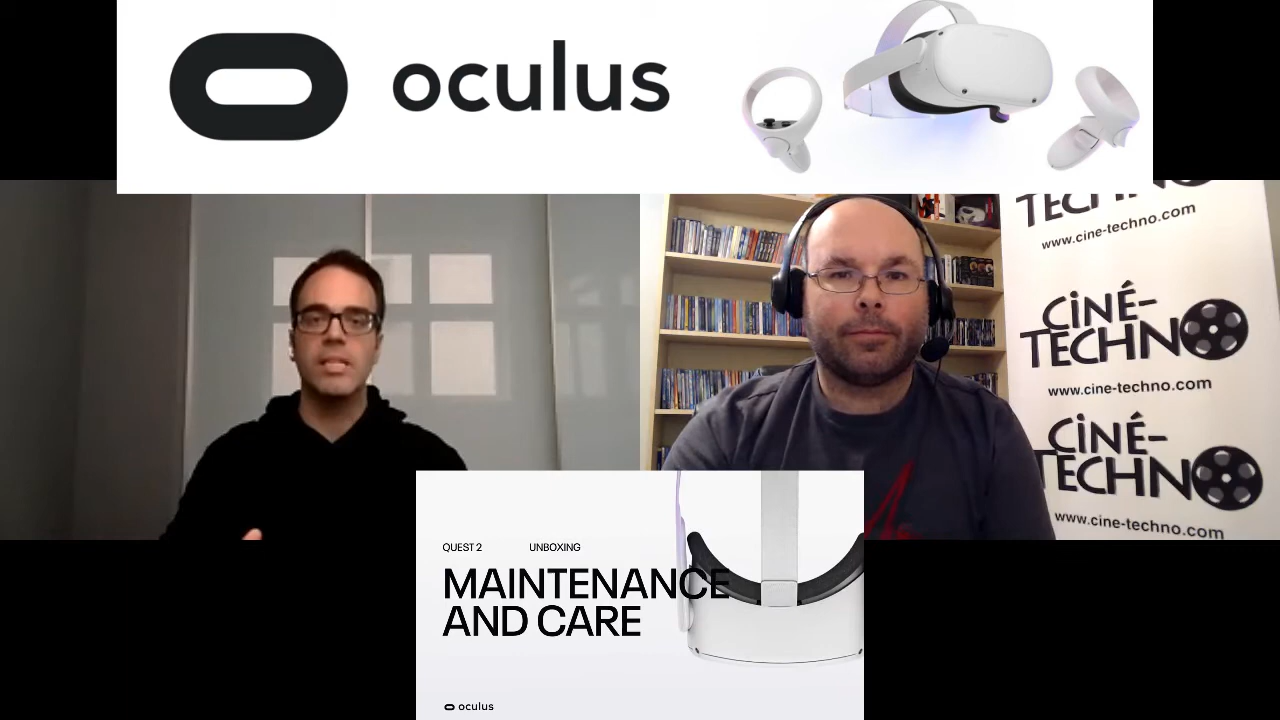 oculus
TECHNO
www.cine-techno.com
CiNÉ-
TECHNO
www.cine-techno.com
CiNÉ-
TECHNO
www.cine-techno.com
QUEST 2 UNBOXING
MAINTENANCE
AND CARE
oculus